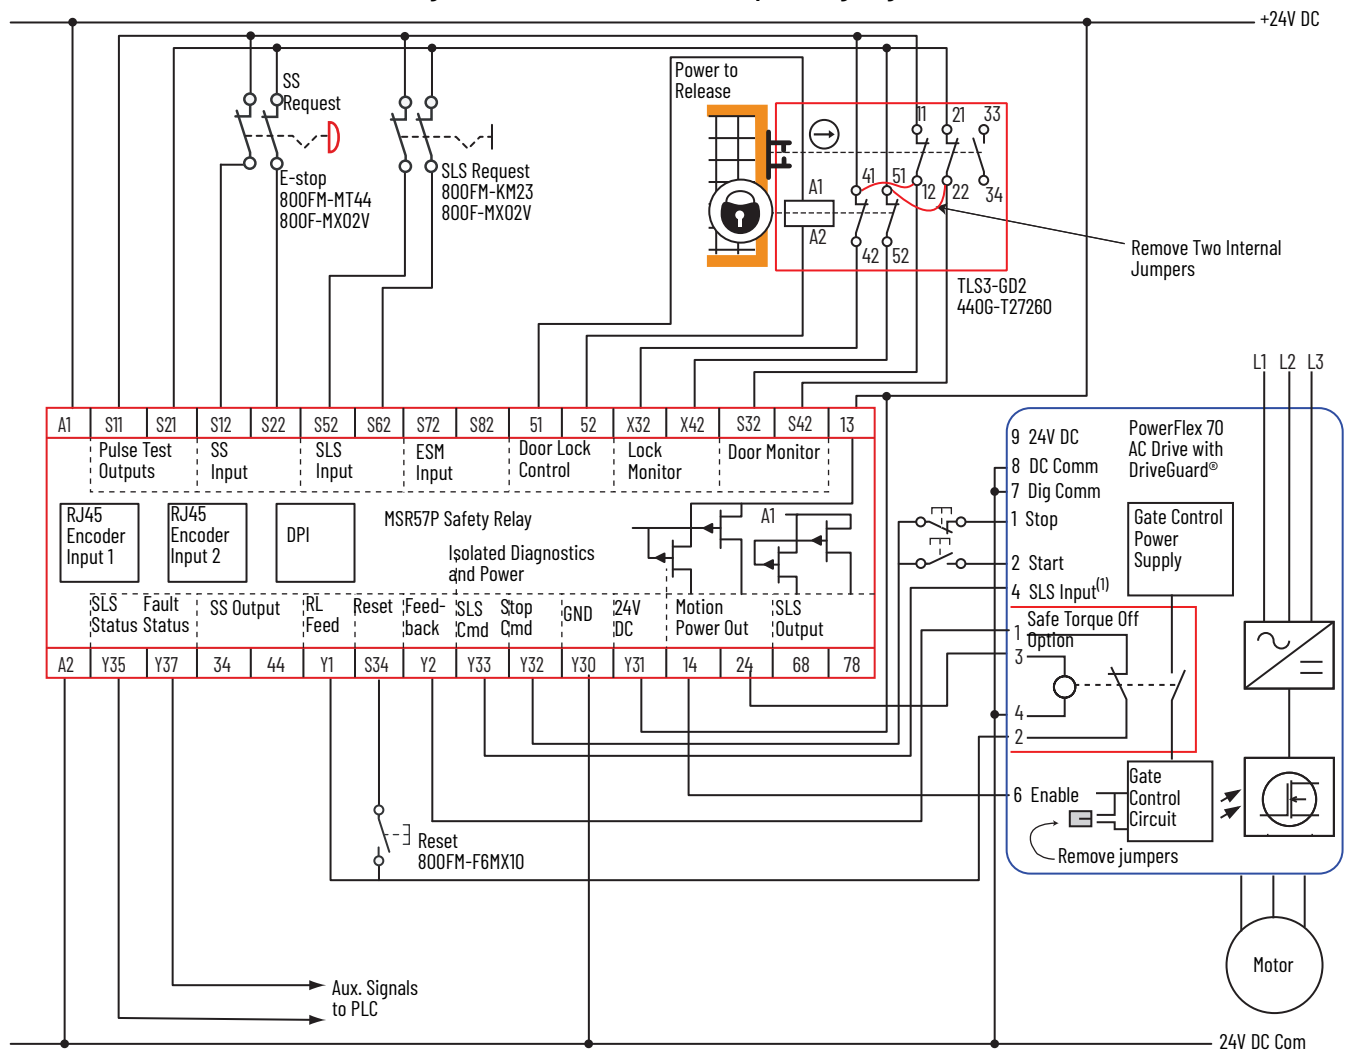 +24V DC
SS
Request
E-stop
800FM-MT44
800F-MX02V
SLS Request
800FM-KM23
800F-MX02V
Power to
Release
A1
A2
41
51
42
52
11
21
33
12
22
34
Remove Two Internal
Jumpers
TLS3-GD2
440G-T27260
L1 L2 L3
A1 S11 S21 S12 S22 S52 S62 S72 S82 51 52 X32 X42 S32 S42 13
Pulse Test
Outputs
SS
Input
SLS
Input
ESM
Input
Door Lock
Control
Lock
Monitor
Door Monitor
RJ45
Encoder
Input 1
RJ45
Encoder
Input 2
DPI
MSR57P Safety Relay
Isolated Diagnostics
and Power
A1
SLS
Status
Fault
Status
SS Output
RL
Feed
Reset
Feed-
back
SLS
Cmd
Stop
Cmd
GND
24V
DC
Motion
Power Out
SLS
Output
A2 Y35 Y37 34 44 Y1 S34 Y2 Y33 Y32 Y30 Y31 14 24 68 78
PowerFlex 70
AC Drive with
DriveGuard®
9 24V DC
8 DC Comm
7 Dig Comm
1 Stop
2 Start
4 SLS Input(1)
Gate Control
Power
Supply
Safe Torque Off
Option
1
3
4
2
6 Enable
Gate
Control
Circuit
Remove jumpers
Reset
800FM-F6MX10
Motor
Aux. Signals
to PLC
24V DC Com